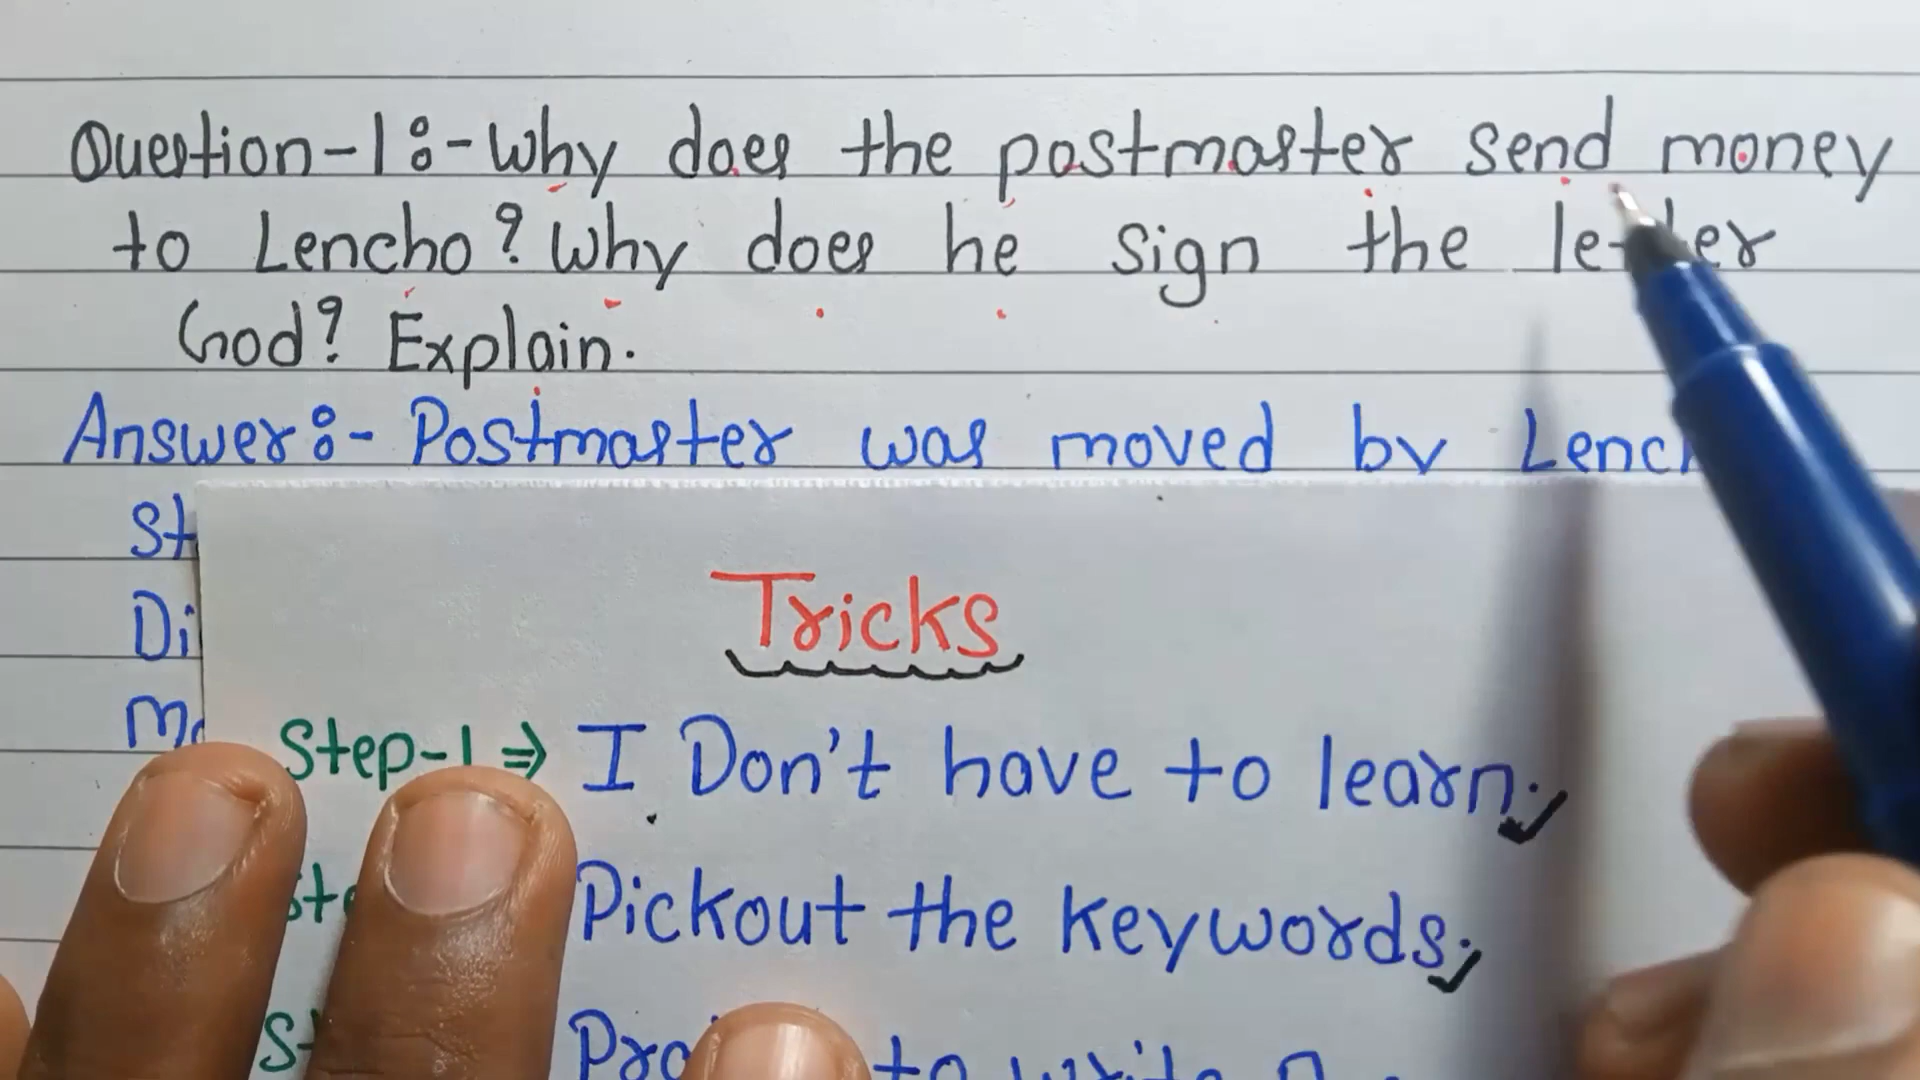 Question-1:- Why does the postmaster send money
to Lencho? Why does he sign the letter
God? Explain.
Answer:- Postmaster was moved by
Tricks
Step-1 ⇒ I Don't have to learn.
Pickout the keywords.
to